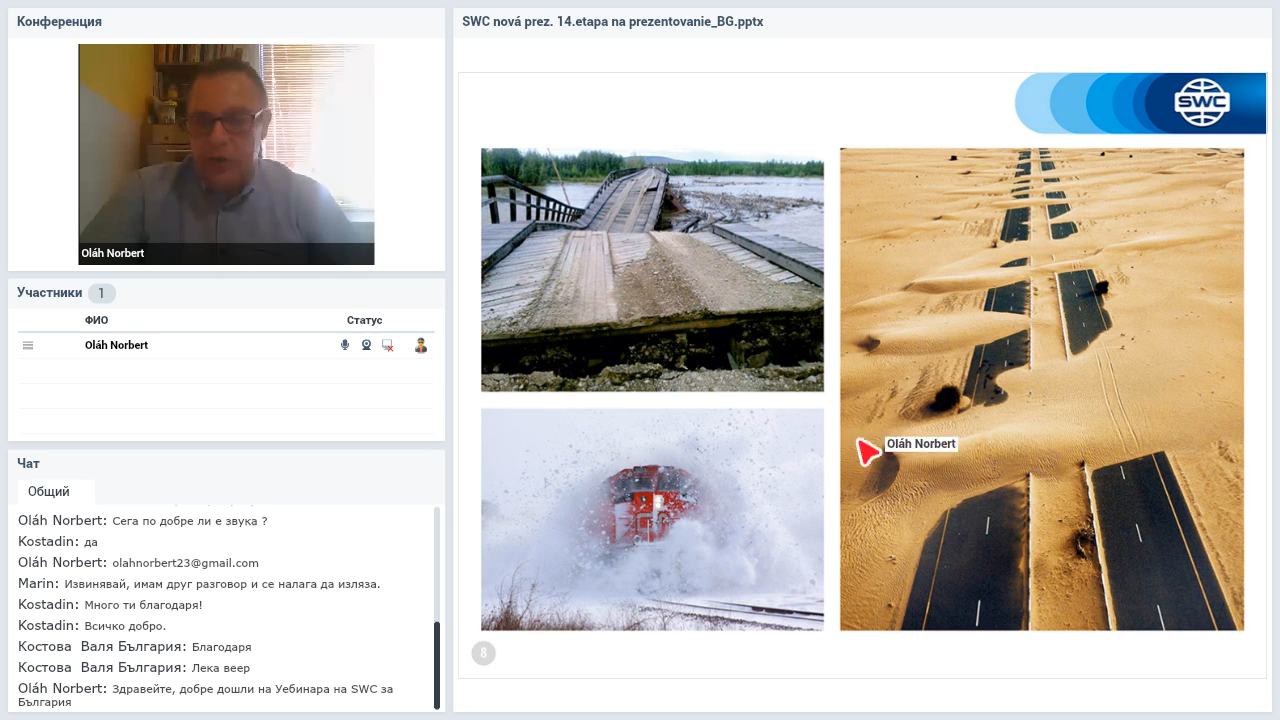 Конференция
Oláh Norbert
Участники 1
ФИО Статус
Oláh Norbert
Чат
Общий
Oláh Norbert: Сега по добре ли е звука ?
Kostadin: да
Oláh Norbert: olahnorbert23@gmail.com
Marin: Извинявай, имам друг разговор и се налага да изляза.
Kostadin: Много ти благодаря!
Kostadin: Всичко добро.
Костова Валя България: Благодаря
Костова Валя България: Лека веер
Oláh Norbert: Здравейте, добре дошли на Уебинара на SWC за
България
SWC nová prez. 14.etapa na prezentovanie_BG.pptx
SWC
Oláh Norbert
8